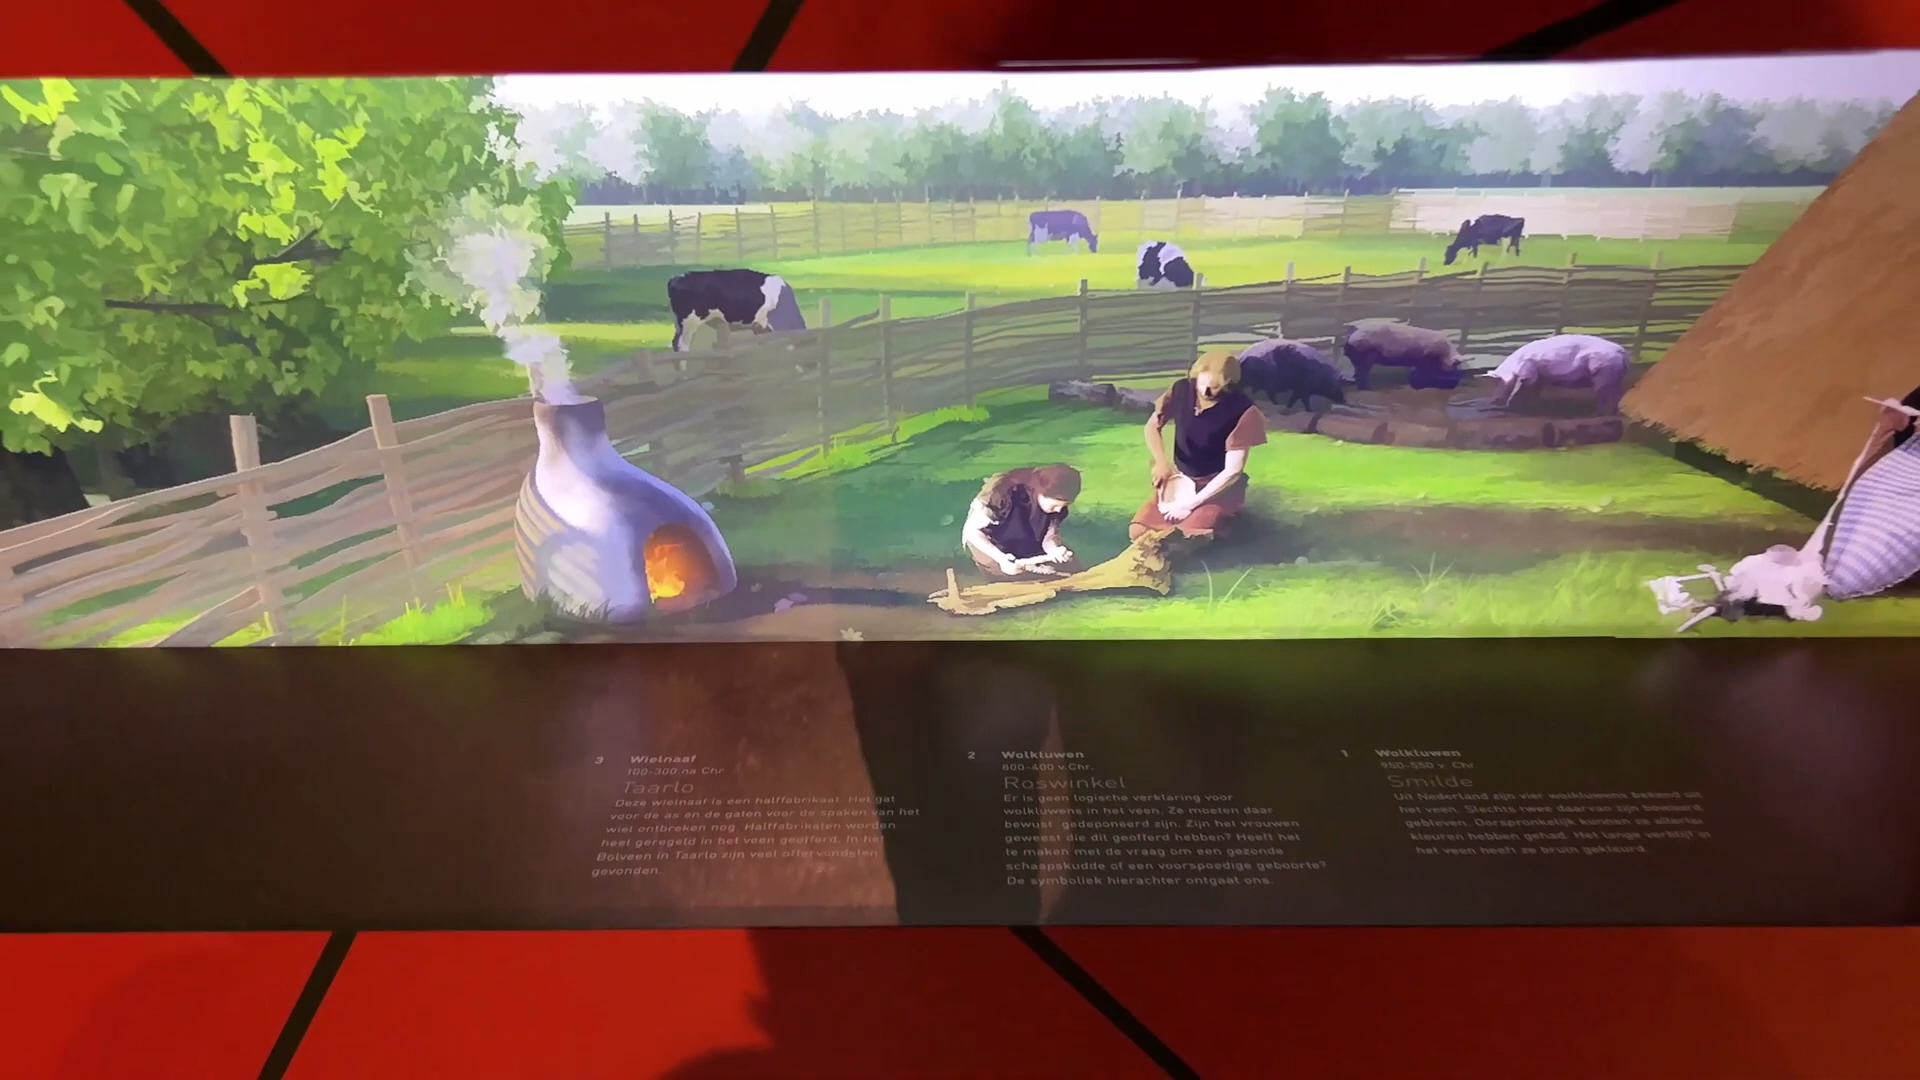 3 Wielnaaf
100-300 na Chr.
Taarlo
Deze wielnaaf is een halffabrikaat. Het gat
voor de as en de gaten voor de spaken van het
wiel ontbreken nog. Halffabrikaten worden
heel geregeld in het veen geofferd. In het
Bolveen in Taarlo zijn veel offervondsten
gevonden.
2 Wolkluwen
800-400 v.Chr.
Roswinkel
Er is geen logische verklaring voor
wolkluwens in het veen. Ze moeten daar
bewust gedeponeerd zijn. Zijn het vrouwen
geweest die dit geofferd hebben? Heeft het
te maken met de vraag om een gezonde
schaapskudde of een voorspoedige geboorte?
De symboliek hierachter ontgaat ons.
1 Wolkluwen
950-550 v. Chr.
Smilde
Uit Nederland zijn vier wolkluwens bekend uit
het veen. Slechts twee daarvan zijn bewaard
gebleven. Oorspronkelijk kunnen ze allerlei
kleuren hebben gehad. Het lange verblijf in
het veen heeft ze bruin gekleurd.